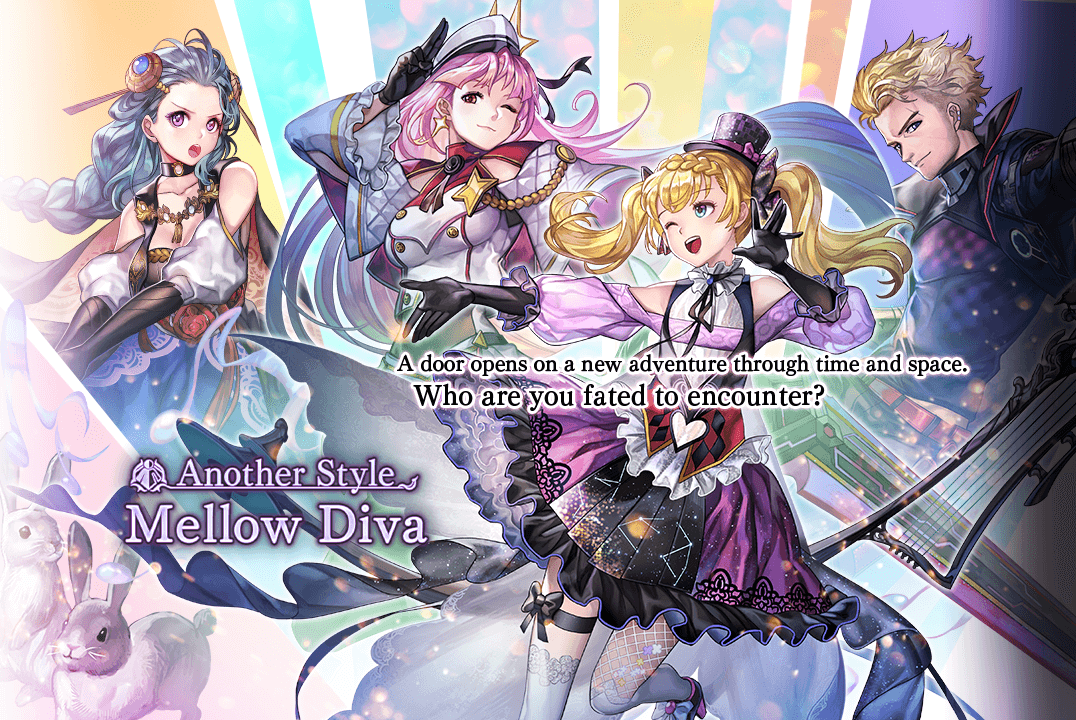 A door opens on a new adventure through time and space.
Who are you fated to encounter?
Another Style
Mellow Diva